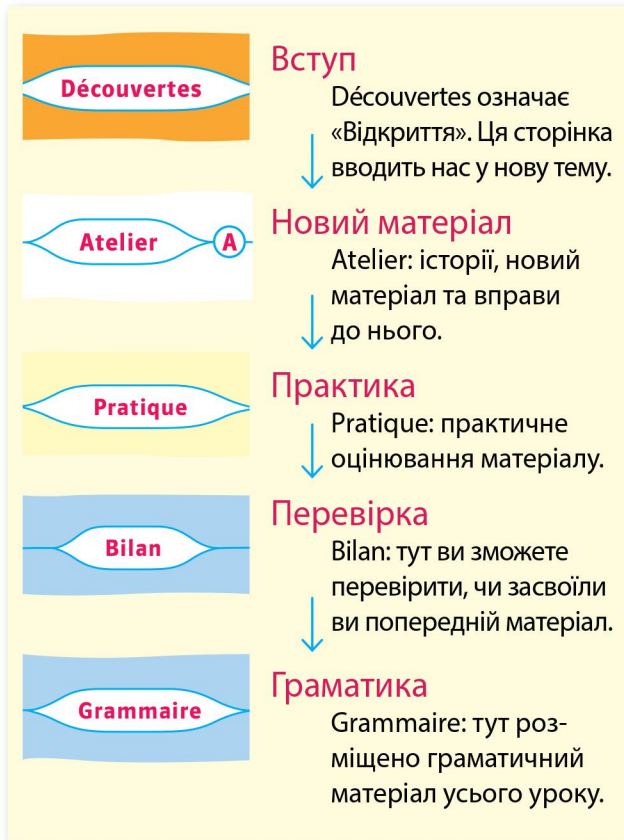 Découvertes
Вступ
Découvertes означає
«Відкриття». Ця сторінка
вводить нас у нову тему.
Atelier A
Новий матеріал
Atelier: історії, новий
матеріал та вправи
до нього.
Pratique
Практика
Pratique: практичне
оцінювання матеріалу.
Bilan
Перевірка
Bilan: тут ви зможете
перевірити, чи засвоїли
ви попередній матеріал.
Grammaire
Граматика
Grammaire: тут роз-
міщено граматичний
матеріал усього уроку.